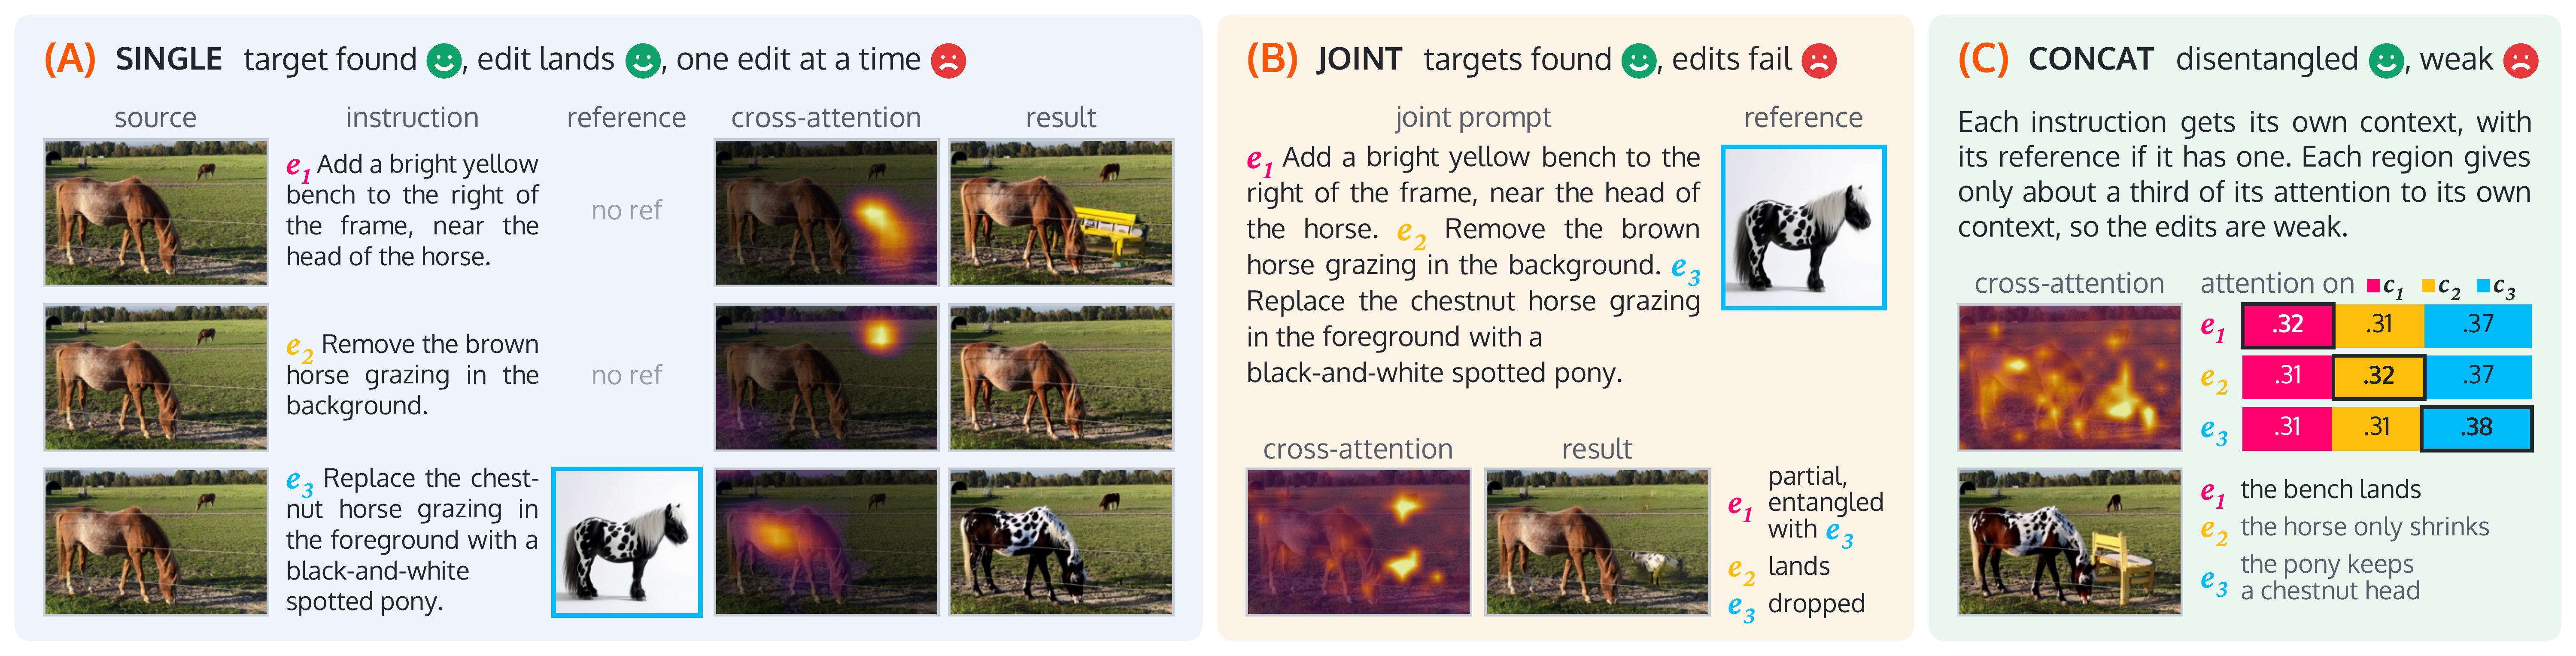 (A) SINGLE target found , edit lands , one edit at a time
source instruction reference cross-attention result
e1 Add a bright yellow
bench to the right of
the frame, near the
head of the horse.
no ref
e2 Remove the brown
horse grazing in the
background.
no ref
e3 Replace the chest-
nut horse grazing in
the foreground with a
black-and-white
spotted pony.
(B) JOINT targets found , edits fail
joint prompt reference
e1 Add a bright yellow bench to the
right of the frame, near the head of
the horse. e2 Remove the brown
horse grazing in the background. e3
Replace the chestnut horse grazing
in the foreground with a
black-and-white spotted pony.
cross-attention result
e1 partial,
entangled
with e3
e2 lands
e3 dropped
(C) CONCAT disentangled , weak
Each instruction gets its own context, with
its reference if it has one. Each region gives
only about a third of its attention to its own
context, so the edits are weak.
cross-attention attention on c1 c2 c3
e1 .32 .31 .37
e2 .31 .32 .37
e3 .31 .31 .38
e1 the bench lands
e2 the horse only shrinks
e3 the pony keeps
a chestnut head